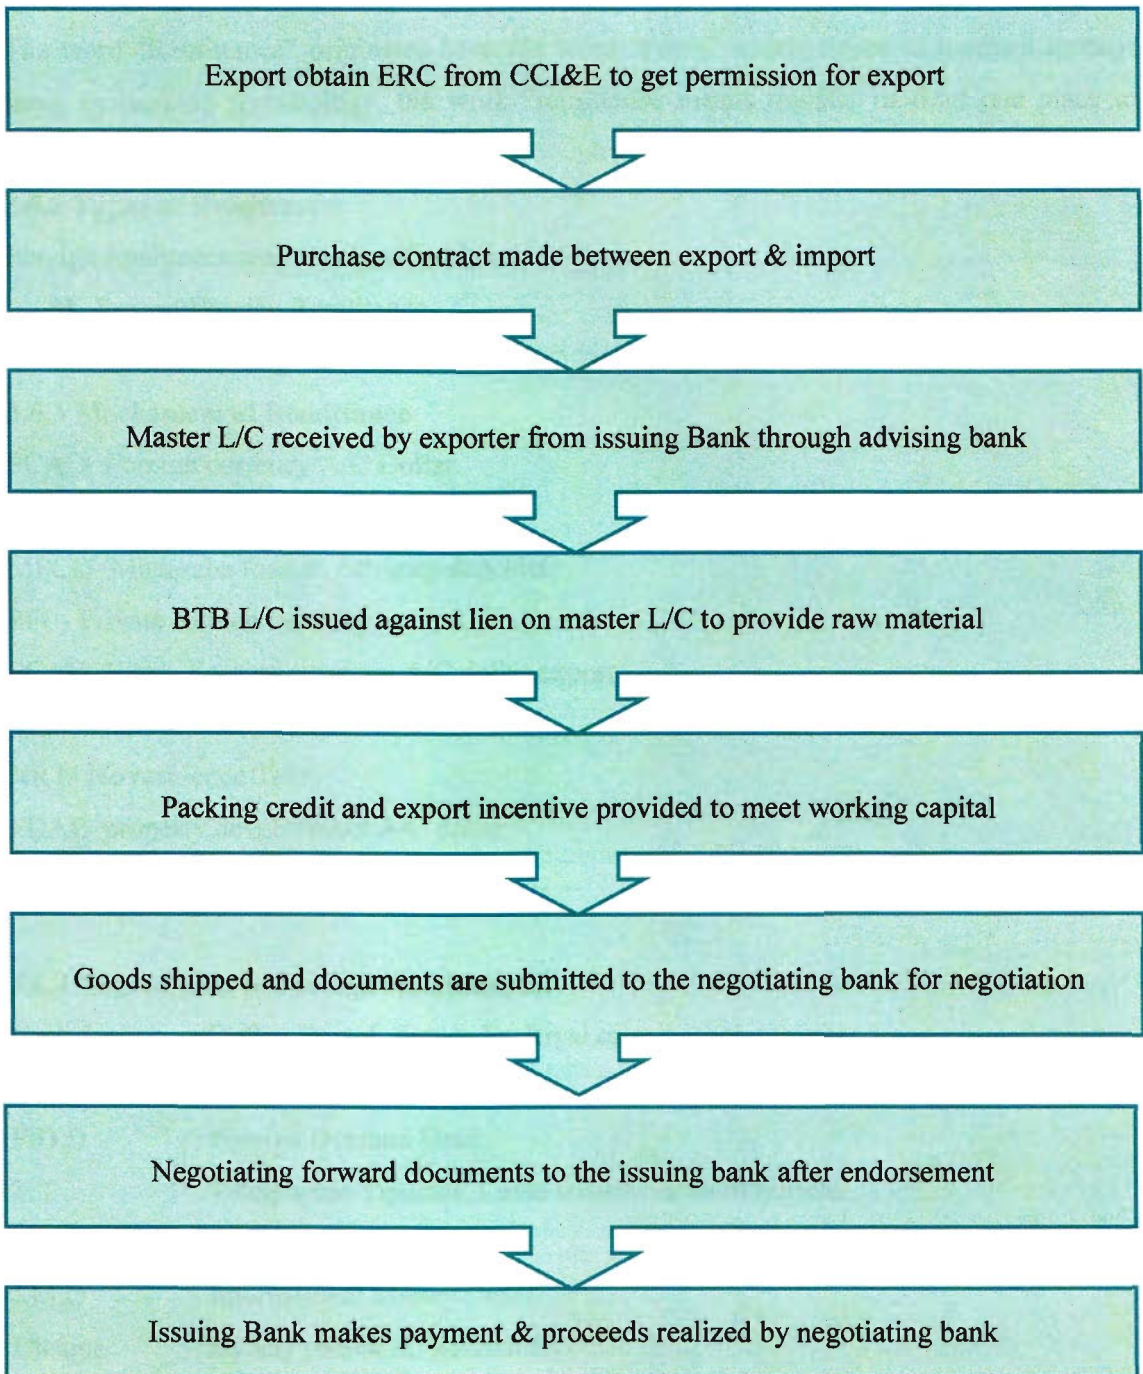 Export obtain ERC from CCI&E to get permission for export
Purchase contract made between export & import
Master L/C received by exporter from issuing Bank through advising bank
BTB L/C issued against lien on master L/C to provide raw material
Packing credit and export incentive provided to meet working capital
Goods shipped and documents are submitted to the negotiating bank for negotiation
Negotiating forward documents to the issuing bank after endorsement
Issuing Bank makes payment & proceeds realized by negotiating bank